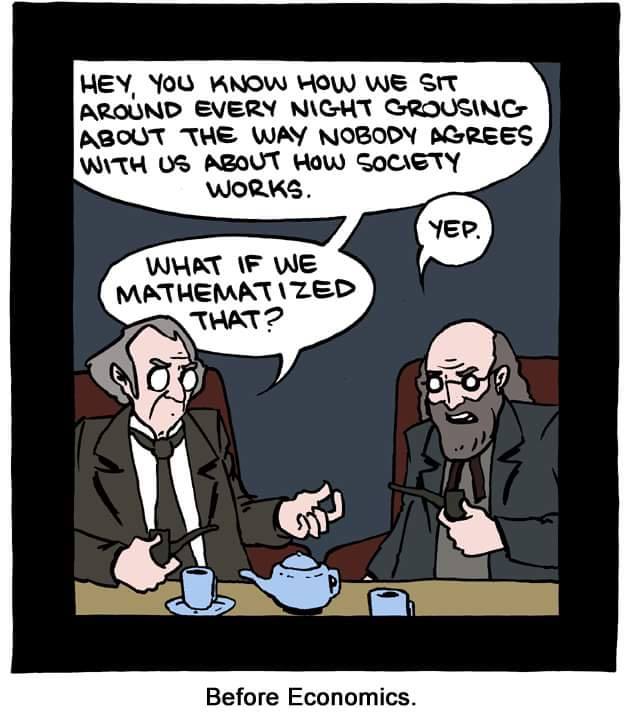 HEY, YOU KNOW HOW WE SIT
AROUND EVERY NIGHT GROUSING
ABOUT THE WAY NOBODY AGREES
WITH US ABOUT HOW SOCIETY
WORKS.
YEP.
WHAT IF WE
MATHEMATIZED
THAT?
Before Economics.